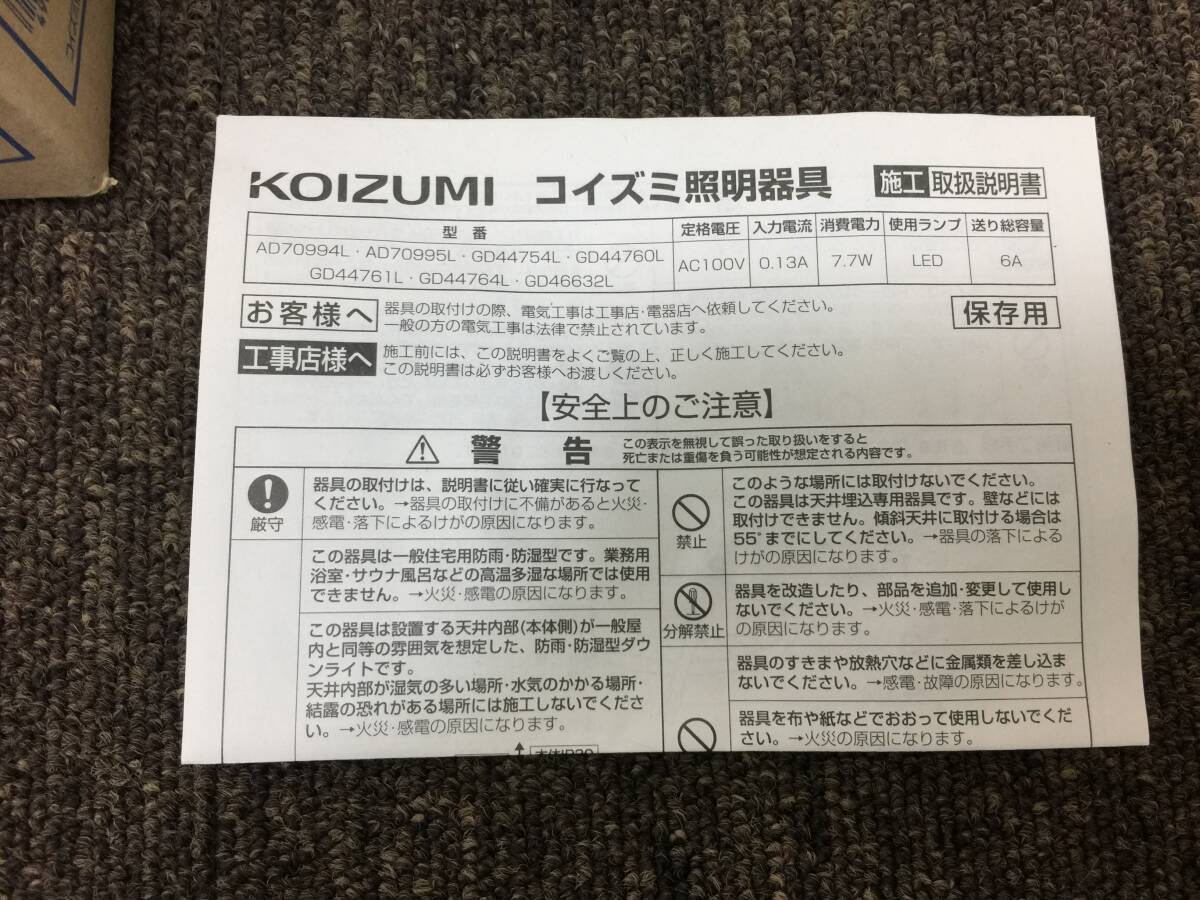 KOIZUMI コイズミ照明器具 施工 取扱説明書
型番 定格電圧 入力電流 消費電力 使用ランプ 送り総容量
AD70994L・AD70995L・GD44754L・GD44760L
GD44761L・GD44764L・GD46632L
AC100V 0.13A 7.7W LED 6A
お客様へ
器具の取付けの際、電気工事は工事店・電器店へ依頼してください。
一般の方の電気工事は法律で禁止されています。
保存用
工事店様へ
施工前には、この説明書をよくご覧の上、正しく施工してください。
この説明書は必ずお客様へお渡しください。
【安全上のご注意】
警告
この表示を無視して誤った取り扱いをすると
死亡または重傷を負う可能性が想定される内容です。
厳守
器具の取付けは、説明書に従い確実に行なって
ください。→器具の取付けに不備があると火災・
感電・落下によるけがの原因になります。
この器具は一般住宅用防雨・防湿型です。業務用
浴室・サウナ風呂などの高温多湿な場所では使用
できません。→火災・感電の原因になります。
この器具は設置する天井内部(本体側)が一般屋
内と同等の雰囲気を想定した、防雨・防湿型ダウ
ンライトです。
天井内部が湿気の多い場所・水気のかかる場所・
結露の恐れがある場所には施工しないでくださ
い。→火災・感電の原因になります。
禁止
このような場所には取付けないでください。
この器具は天井埋込専用器具です。壁などには
取付けできません。傾斜天井に取付ける場合は
55°までにしてください。→器具の落下による
けがの原因になります。
分解禁止
器具を改造したり、部品を追加・変更して使用し
ないでください。→火災・感電・落下によるけが
の原因になります。
器具のすきまや放熱穴などに金属類を差し込ま
ないでください。→感電・故障の原因になります。
器具を布や紙などでおおって使用しないでくだ
さい。→火災の原因になります。